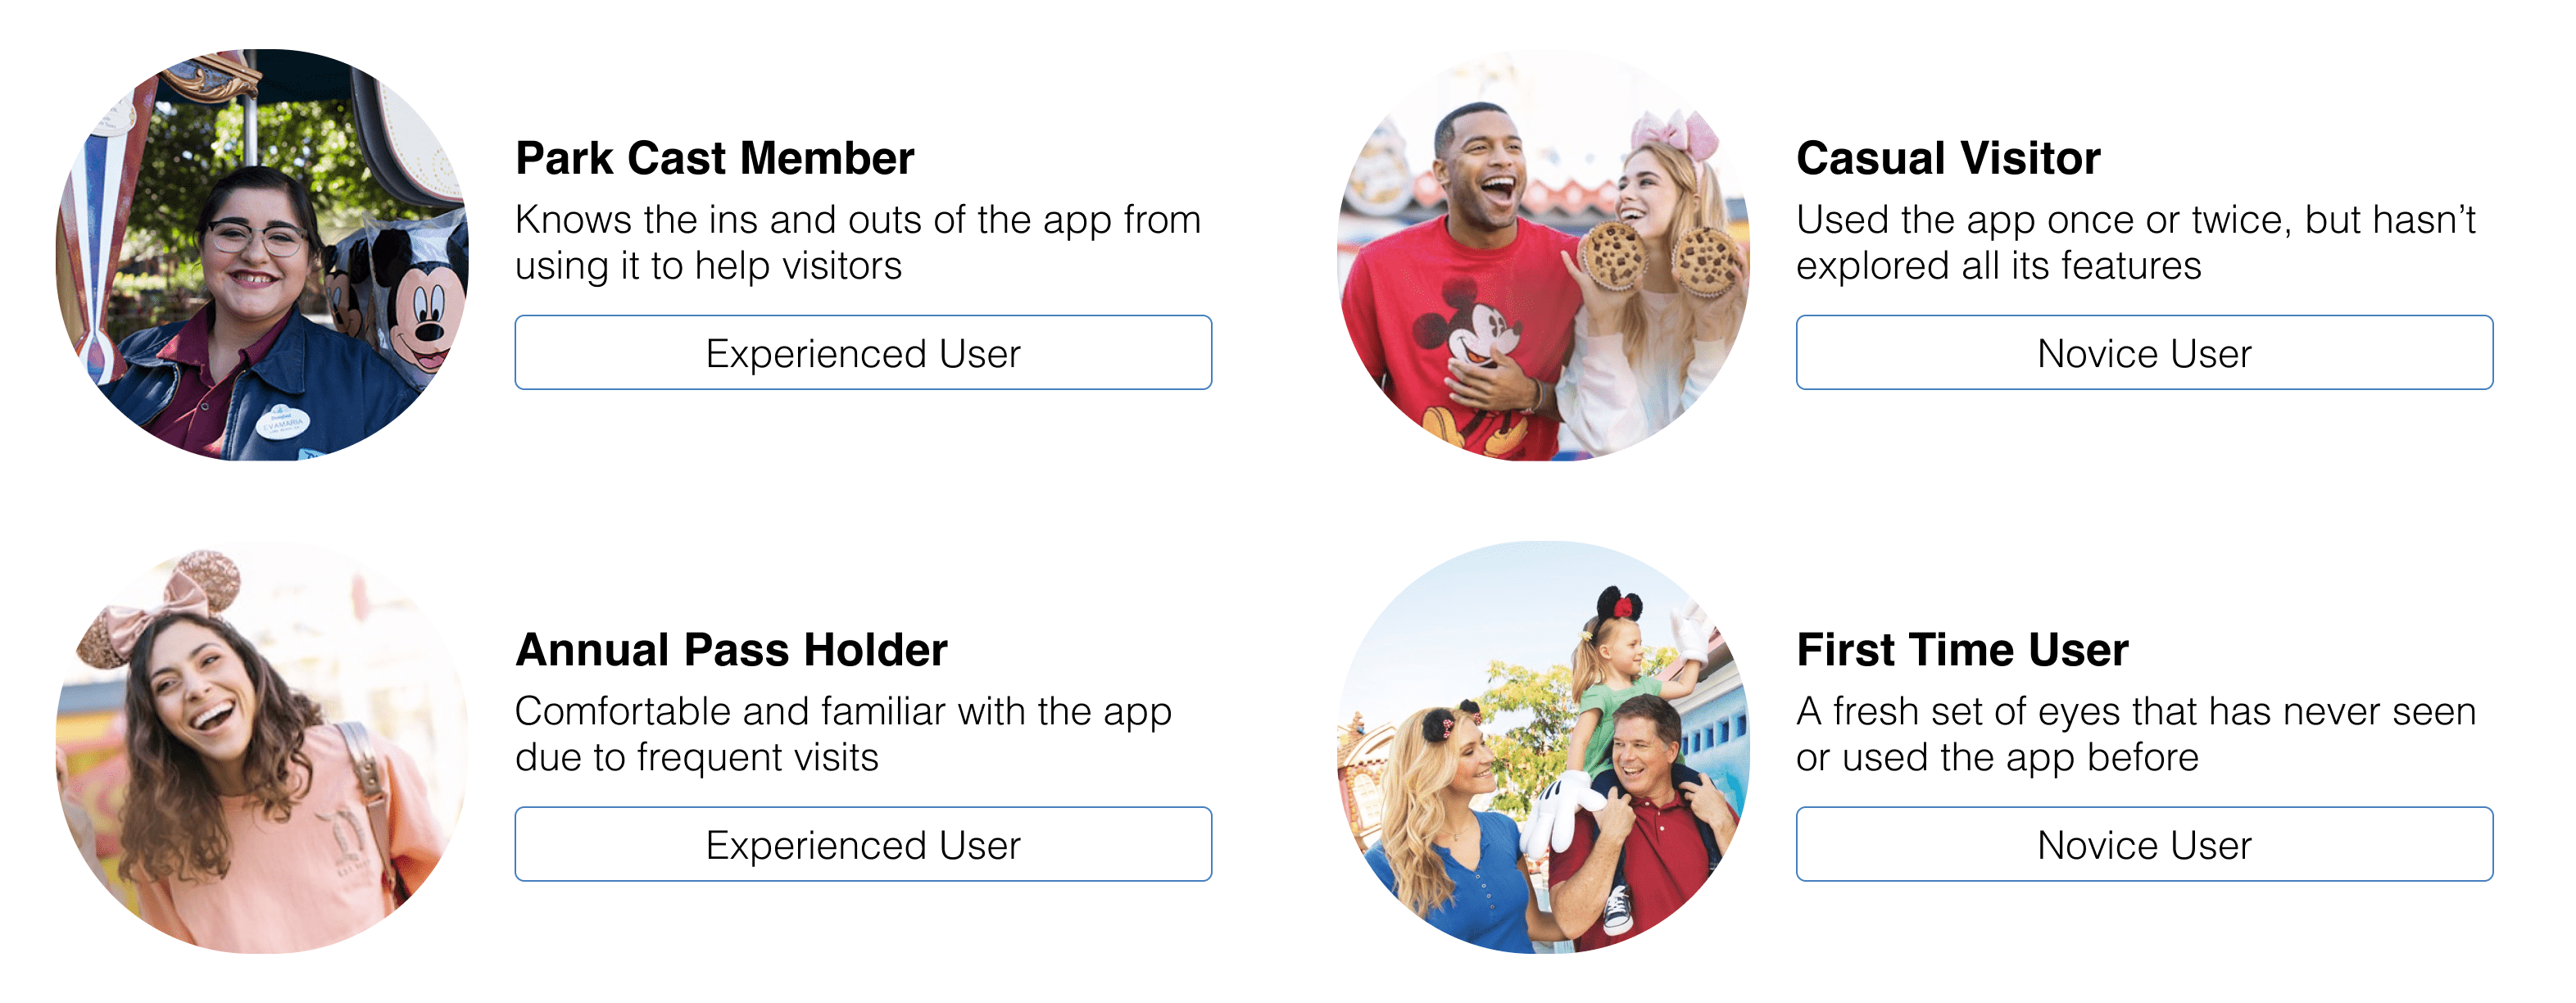 Park Cast Member
Knows the ins and outs of the app from
using it to help visitors
Experienced User
EVAMARIA
Casual Visitor
Used the app once or twice, but hasn’t
explored all its features
Novice User
Annual Pass Holder
Comfortable and familiar with the app
due to frequent visits
Experienced User
First Time User
A fresh set of eyes that has never seen
or used the app before
Novice User